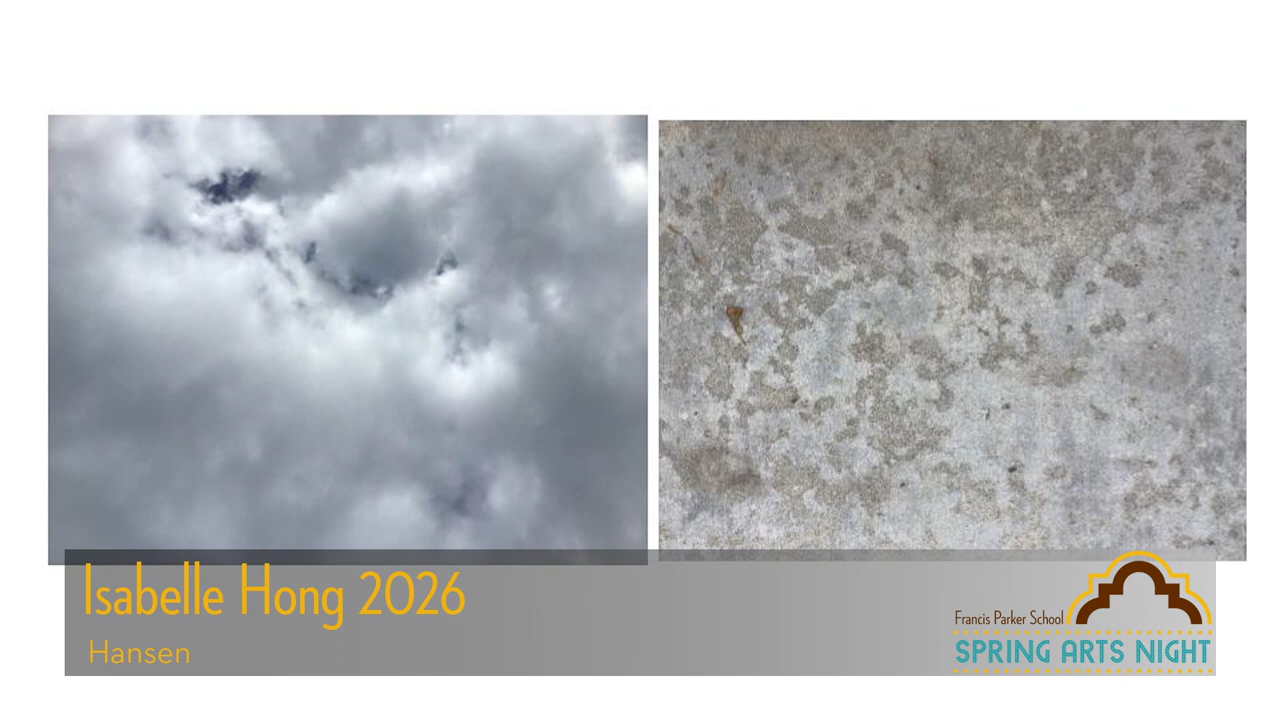 Isabelle Hong 2026
Hansen
Francis Parker School
SPRING ARTS NIGHT